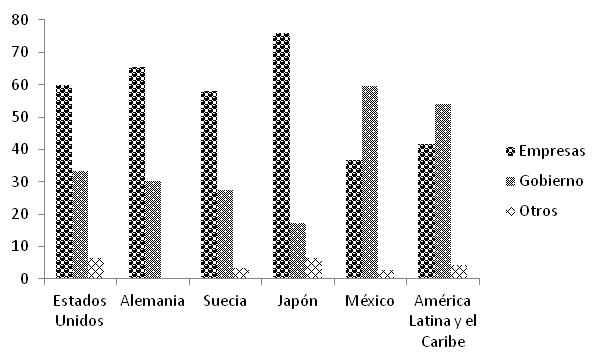 80
70
60
50
40
30
20
10
0
Estados Unidos
Alemania
Suecia
Japón
México
América Latina y el Caribe
Empresas
Gobierno
Otros